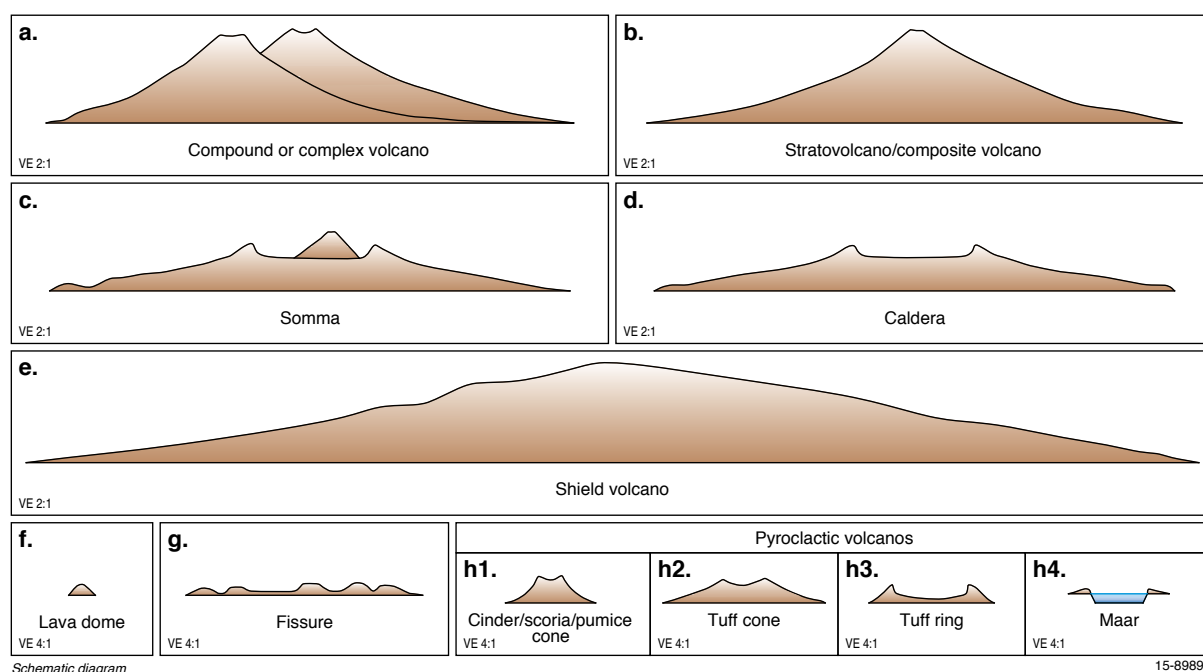 a.
Compound or complex volcano
VE 2:1
b.
Stratovolcano/composite volcano
VE 2:1
c.
Somma
VE 2:1
d.
Caldera
VE 2:1
e.
Shield volcano
VE 2:1
f.
Lava dome
VE 4:1
g.
Fissure
VE 4:1
Pyroclactic volcanos
h1.
Cinder/scoria/pumice
cone
VE 4:1
h2.
Tuff cone
VE 4:1
h3.
Tuff ring
VE 4:1
h4.
Maar
VE 4:1
Schematic diagram
15-8989